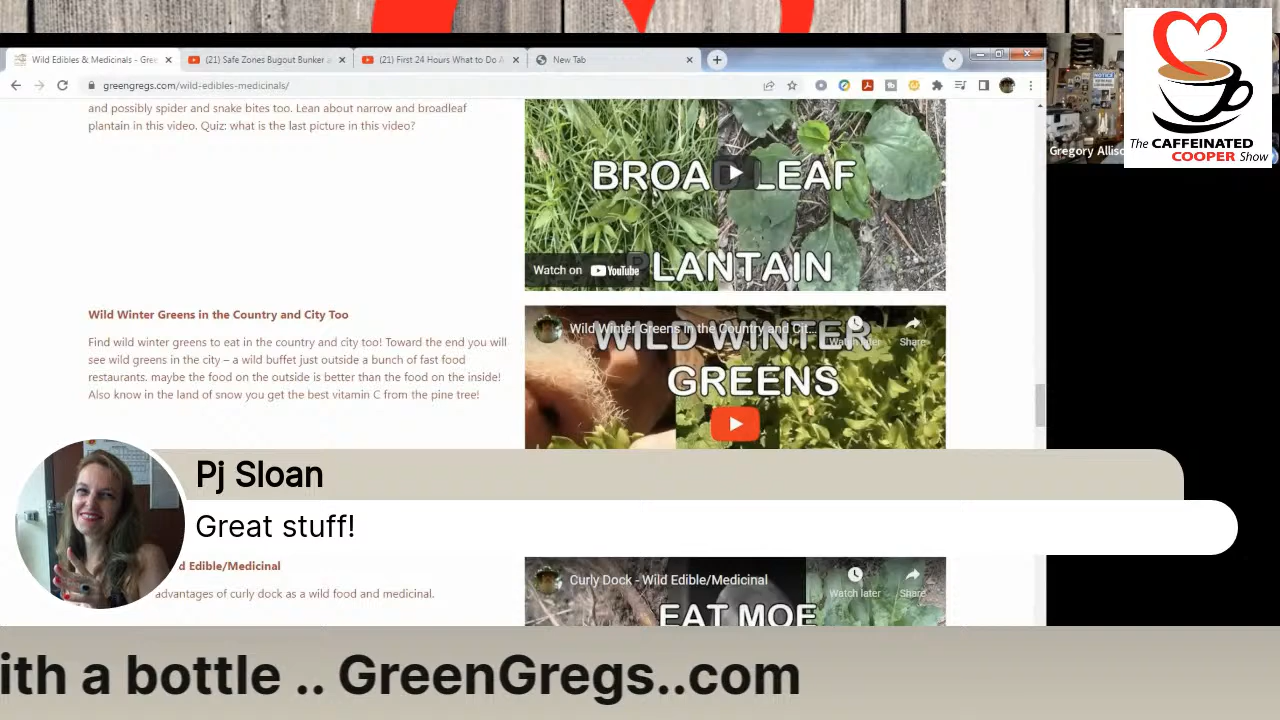 Wild Edibles & Medicinals - Gree
Safe Zones
First 24 Hours What to Do -
New Tab
greengregs.com/wild-edibles-medicinals/
The CAFFEINATED
COOPER Show
Gregory Alliso
and possibly spider and snake bites too. Lean about narrow and broadleaf
plantain in this video. Quiz: what is the last picture in this video?
BROAD LEAF
PLANTAIN
Watch on YouTube
Wild Winter Greens in the Country and City Too
Find wild winter greens to eat in the country and city too! Toward the end you will
see wild greens in the city – a wild buffet just outside a bunch of fast food
restaurants. maybe the food on the outside is better than the food on the inside!
Also know in the land of snow you get the best vitamin C from the pine tree!
Wild Winter Greens in the Country and Cit...
Watch later
Share
WILD WINTER
GREENS
Pj Sloan
Great stuff!
d Edible/Medicinal
advantages of curly dock as a wild food and medicinal.
Curly Dock - Wild Edible/Medicinal
Watch later
Share
EAT MOE
ith a bottle .. GreenGregs..com